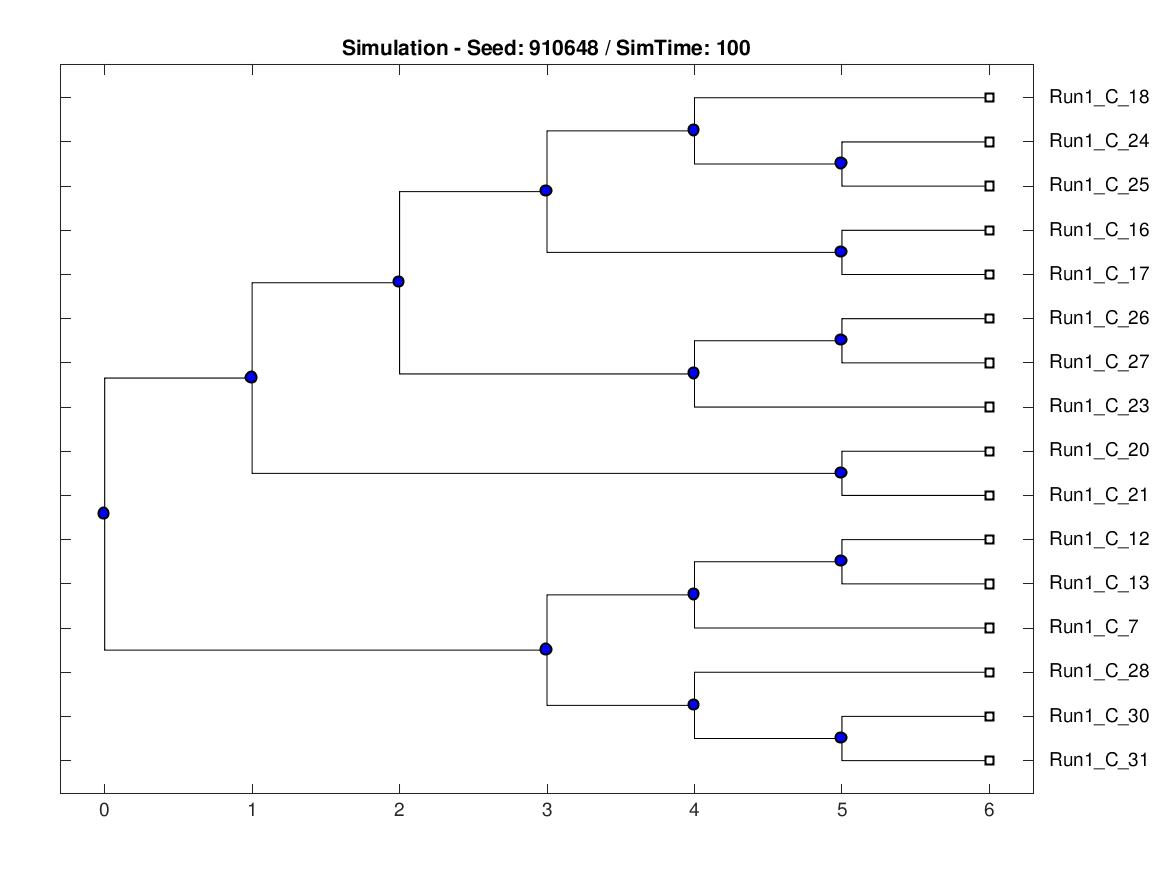 Simulation - Seed: 910648 / SimTime: 100
Run1_C_18
Run1_C_24
Run1_C_25
Run1_C_16
Run1_C_17
Run1_C_26
Run1_C_27
Run1_C_23
Run1_C_20
Run1_C_21
Run1_C_12
Run1_C_13
Run1_C_7
Run1_C_28
Run1_C_30
Run1_C_31
0 1 2 3 4 5 6